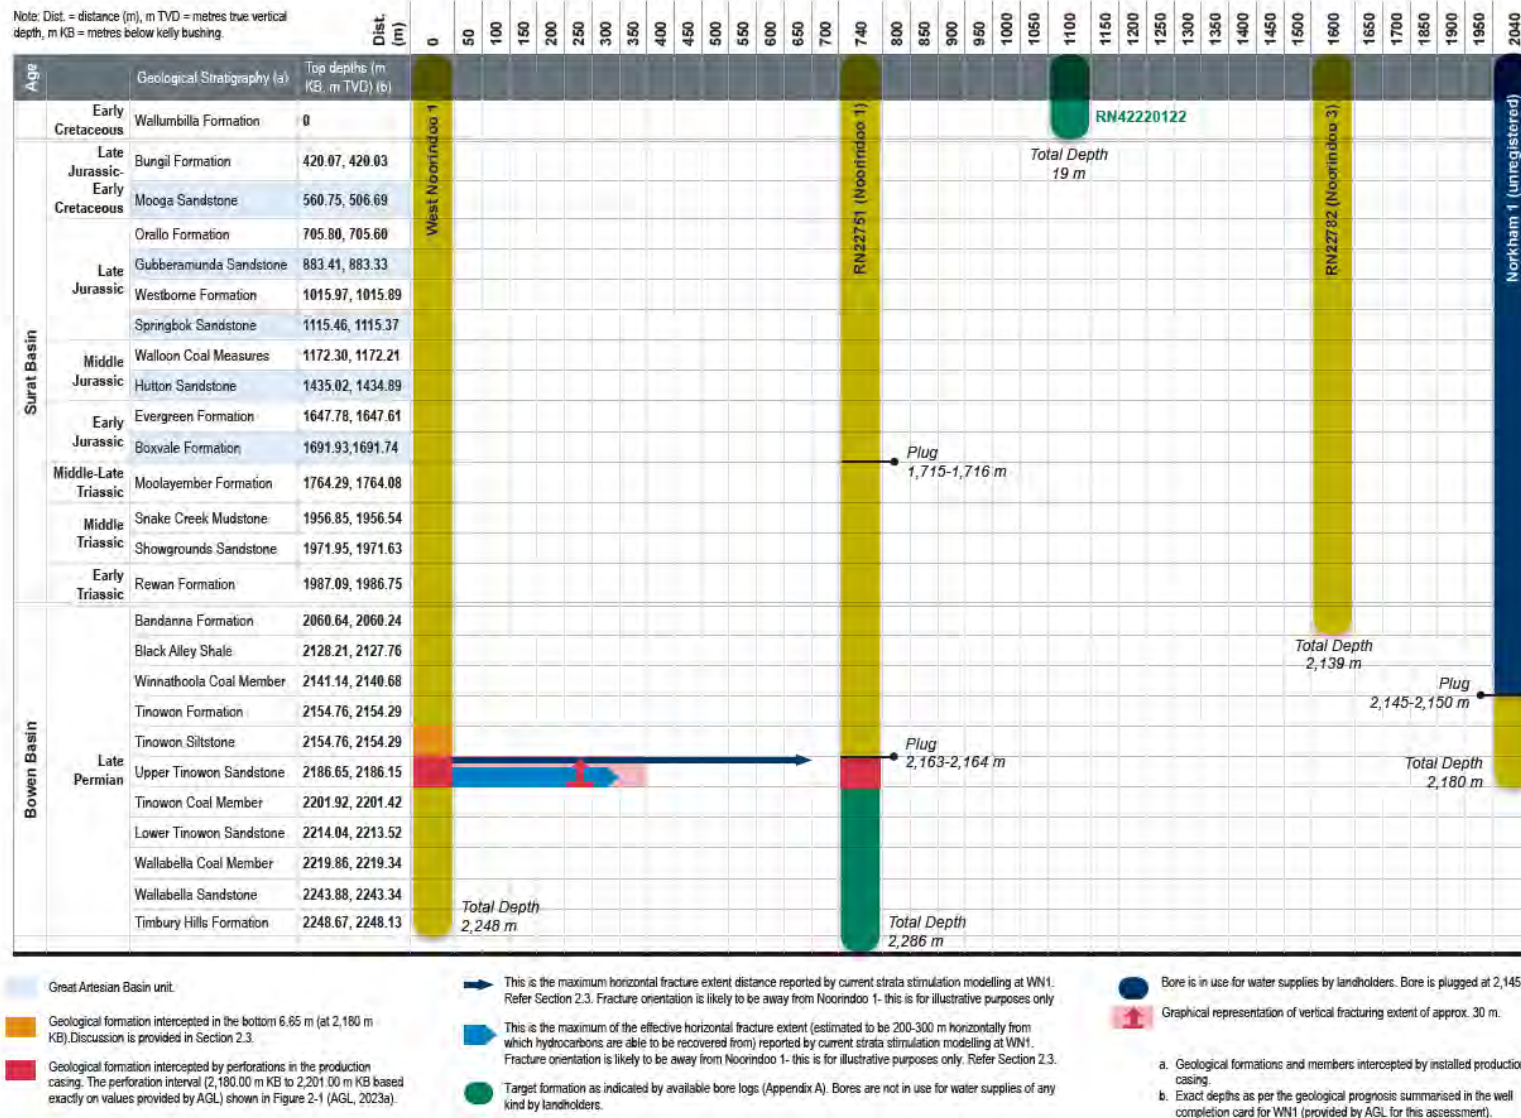 Note: Dist. = distance (m), m TVD = metres true vertical
depth, m KB = metres below kelly bushing.
Dist. (m)
0 50 100 150 200 250 300 350 400 450 500 550 600 650 700 740 800 850 900 950 1000 1050 1100 1150 1200 1250 1300 1350 1400 1450 1500 1550 1600 1650 1700 1750 1800 1850 1900 1950 2040
Age
Geological Stratigraphy (a)
Top depths (m
KB, m TVD) (b)
Surat Basin
Bowen Basin
Early
Cretaceous
Wallumbilla Formation 0
Late
Jurassic-
Early
Cretaceous
Bungil Formation 420.07, 420.03
Mooga Sandstone 560.75, 506.69
Late
Jurassic
Orallo Formation 705.80, 705.60
Gubberamunda Sandstone 883.41, 883.33
Westborne Formation 1015.97, 1015.89
Springbok Sandstone 1115.46, 1115.37
Middle
Jurassic
Walloon Coal Measures 1172.30, 1172.21
Hutton Sandstone 1435.02, 1434.89
Early
Jurassic
Evergreen Formation 1647.78, 1647.61
Boxvale Formation 1691.93,1691.74
Middle-Late
Triassic
Moolayember Formation 1764.29, 1764.08
Middle
Triassic
Snake Creek Mudstone 1956.85, 1956.54
Showgrounds Sandstone 1971.95, 1971.63
Early
Triassic
Rewan Formation 1987.09, 1986.75
Late
Permian
Bandanna Formation 2060.64, 2060.24
Black Alley Shale 2128.21, 2127.76
Winnathoola Coal Member 2141.14, 2140.68
Tinowon Formation 2154.76, 2154.29
Tinowon Siltstone 2154.76, 2154.29
Upper Tinowon Sandstone 2186.65, 2186.15
Tinowon Coal Member 2201.92, 2201.42
Lower Tinowon Sandstone 2214.04, 2213.52
Wallabella Coal Member 2219.86, 2219.34
Wallabella Sandstone 2243.88, 2243.34
Timbury Hills Formation 2248.67, 2248.13
West Noorindoo 1
Total Depth
2,248 m
RN22751 (Noorindoo 1)
Plug
1,715-1,716 m
Plug
2,163-2,164 m
Total Depth
2,286 m
RN42220122
Total Depth
19 m
RN22782 (Noorindoo 3)
Total Depth
2,139 m
Norkham 1 (unregistered)
Plug
2,145-2,150 m
Total Depth
2,180 m
Great Artesian Basin unit.
Geological formation intercepted in the bottom 6.65 m (at 2,180 m
KB).Discussion is provided in Section 2.3.
Geological formation intercepted by perforations in the production
casing. The perforation interval (2,180.00 m KB to 2,201.00 m KB based
exactly on values provided by AGL) shown in Figure 2-1 (AGL, 2023a).
This is the maximum horizontal fracture extent distance reported by current strata stimulation modelling at WN1.
Refer Section 2.3. Fracture orientation is likely to be away from Noorindoo 1- this is for illustrative purposes only
This is the maximum of the effective horizontal fracture extent (estimated to be 200-300 m horizontally from
which hydrocarbons are able to be recovered from) reported by current strata stimulation modelling at WN1.
Fracture orientation is likely to be away from Noorindoo 1- this is for illustrative purposes only. Refer Section 2.3.
Target formation as indicated by available bore logs (Appendix A). Bores are not in use for water supplies of any
kind by landholders.
Bore is in use for water supplies by landholders. Bore is plugged at 2,145
Graphical representation of vertical fracturing extent of approx. 30 m.
a. Geological formations and members intercepted by installed production
casing.
b. Exact depths as per the geological prognosis summarised in the well
completion card for WN1 (provided by AGL for this assessment).